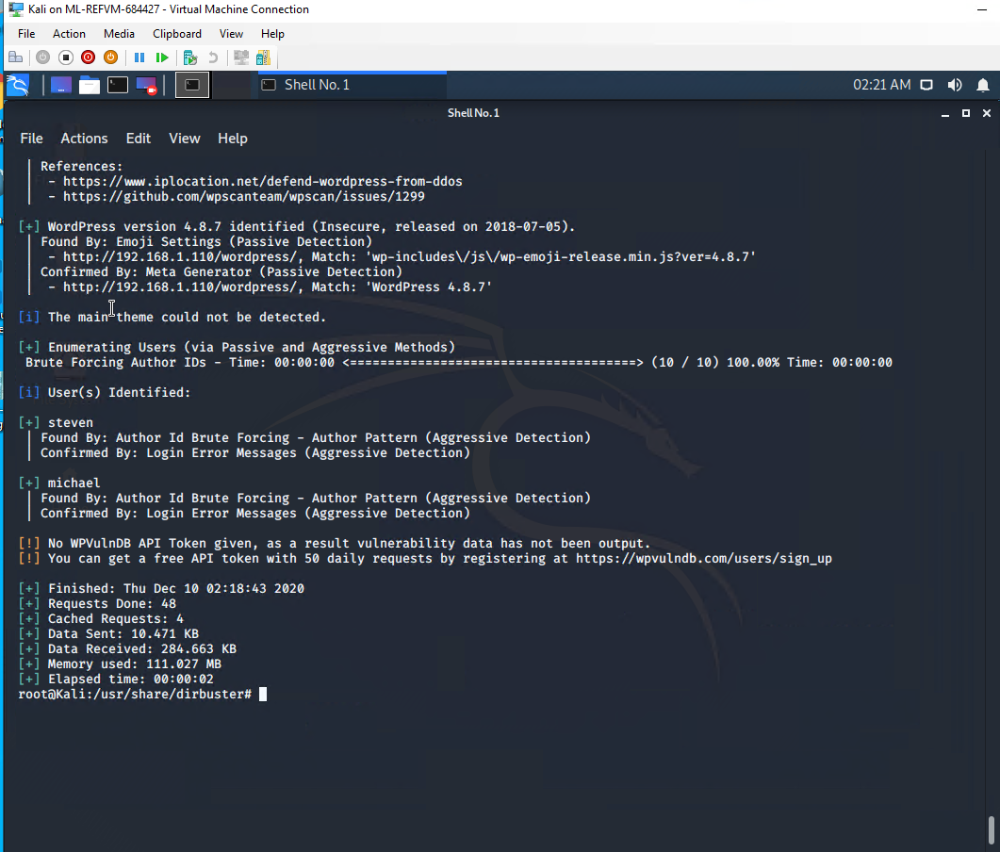 Kali on ML-REFVM-684427 - Virtual Machine Connection
File Action Media Clipboard View Help
Shell No. 1
02:21 AM
Shell No. 1
File Actions Edit View Help
| References:
|  - https://www.iplocation.net/defend-wordpress-from-ddos
|  - https://github.com/wpscanteam/wpscan/issues/1299
[+] WordPress version 4.8.7 identified (Insecure, released on 2018-07-05).
| Found By: Emoji Settings (Passive Detection)
|  - http://192.168.1.110/wordpress/, Match: 'wp-includes\/js\/wp-emoji-release.min.js?ver=4.8.7'
| Confirmed By: Meta Generator (Passive Detection)
|  - http://192.168.1.110/wordpress/, Match: 'WordPress 4.8.7'
[i] The main theme could not be detected.
[+] Enumerating Users (via Passive and Aggressive Methods)
Brute Forcing Author IDs - Time: 00:00:00 <======================================> (10 / 10) 100.00% Time: 00:00:00
[i] User(s) Identified:
[+] steven
| Found By: Author Id Brute Forcing - Author Pattern (Aggressive Detection)
| Confirmed By: Login Error Messages (Aggressive Detection)
[+] michael
| Found By: Author Id Brute Forcing - Author Pattern (Aggressive Detection)
| Confirmed By: Login Error Messages (Aggressive Detection)
[!] No WPVulnDB API Token given, as a result vulnerability data has not been output.
[!] You can get a free API token with 50 daily requests by registering at https://wpvulndb.com/users/sign_up
[+] Finished: Thu Dec 10 02:18:43 2020
[+] Requests Done: 48
[+] Cached Requests: 4
[+] Data Sent: 10.471 KB
[+] Data Received: 284.663 KB
[+] Memory used: 111.027 MB
[+] Elapsed time: 00:00:02
root@Kali:/usr/share/dirbuster#